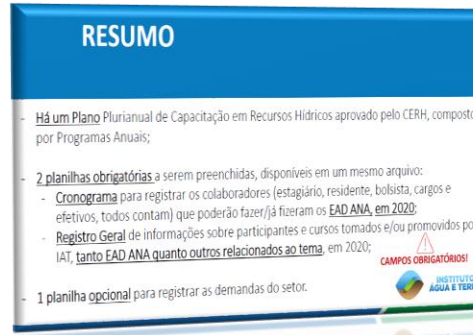 RESUMO
- Há um Plano Plurianual de Capacitação em Recursos Hídricos aprovado pelo CERH, composto
por Programas Anuais;
- 2 planilhas obrigatórias a serem preenchidas, disponíveis em um mesmo arquivo:
- Cronograma para registrar os colaboradores (estagiário, residente, bolsista, cargos e
efetivos, todos contam) que poderão fazer/já fizeram os EAD ANA, em 2020;
- Registro Geral de informações sobre participantes e cursos tomados e/ou promovidos po
IAT, tanto EAD ANA quanto outros relacionados ao tema, em 2020;
CAMPOS OBRIGATÓRIOS!
- 1 planilha opcional para registrar as demandas do setor.
INSTITUTO
ÁGUA E TERR